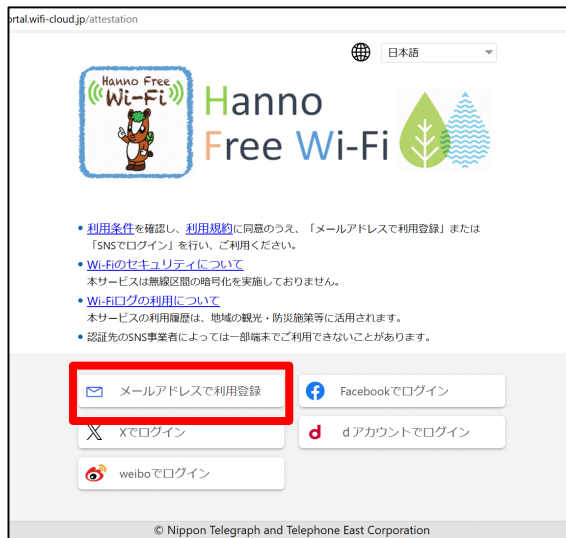 ortal.wifi-cloud.jp/attestation
日本語
Hanno Free
Wi-Fi
Hanno
Free Wi-Fi
• 利用条件を確認し、利用規約に同意のうえ、「メールアドレスで利用登録」または
「SNSでログイン」を行い、ご利用ください。
• Wi-Fiのセキュリティについて
本サービスは無線区間の暗号化を実施しておりません。
• Wi-Fiログの利用について
本サービスの利用履歴は、地域の観光・防災施策等に活用されます。
• 認証先のSNS事業者によっては一部端末でご利用できないことがあります。
メールアドレスで利用登録
Facebookでログイン
Xでログイン
d アカウントでログイン
weiboでログイン
© Nippon Telegraph and Telephone East Corporation